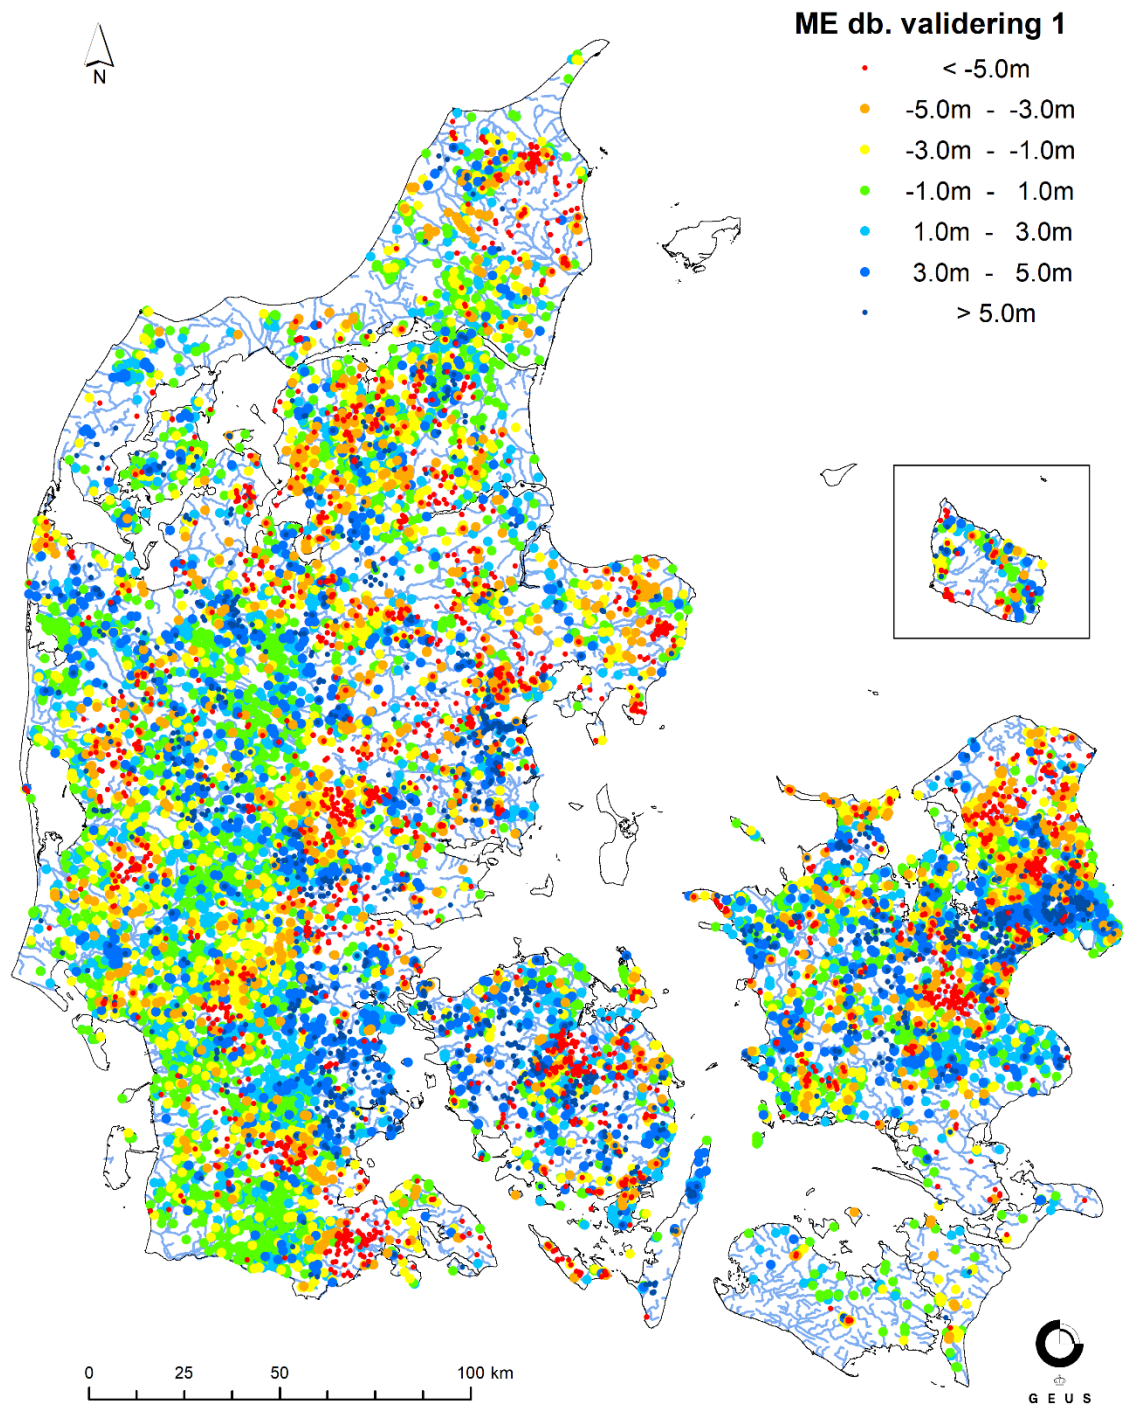 ME db. validering 1
< -5.0m
-5.0m - -3.0m
-3.0m - -1.0m
-1.0m - 1.0m
1.0m - 3.0m
3.0m - 5.0m
> 5.0m
N
0 25 50 100 km
G E U S